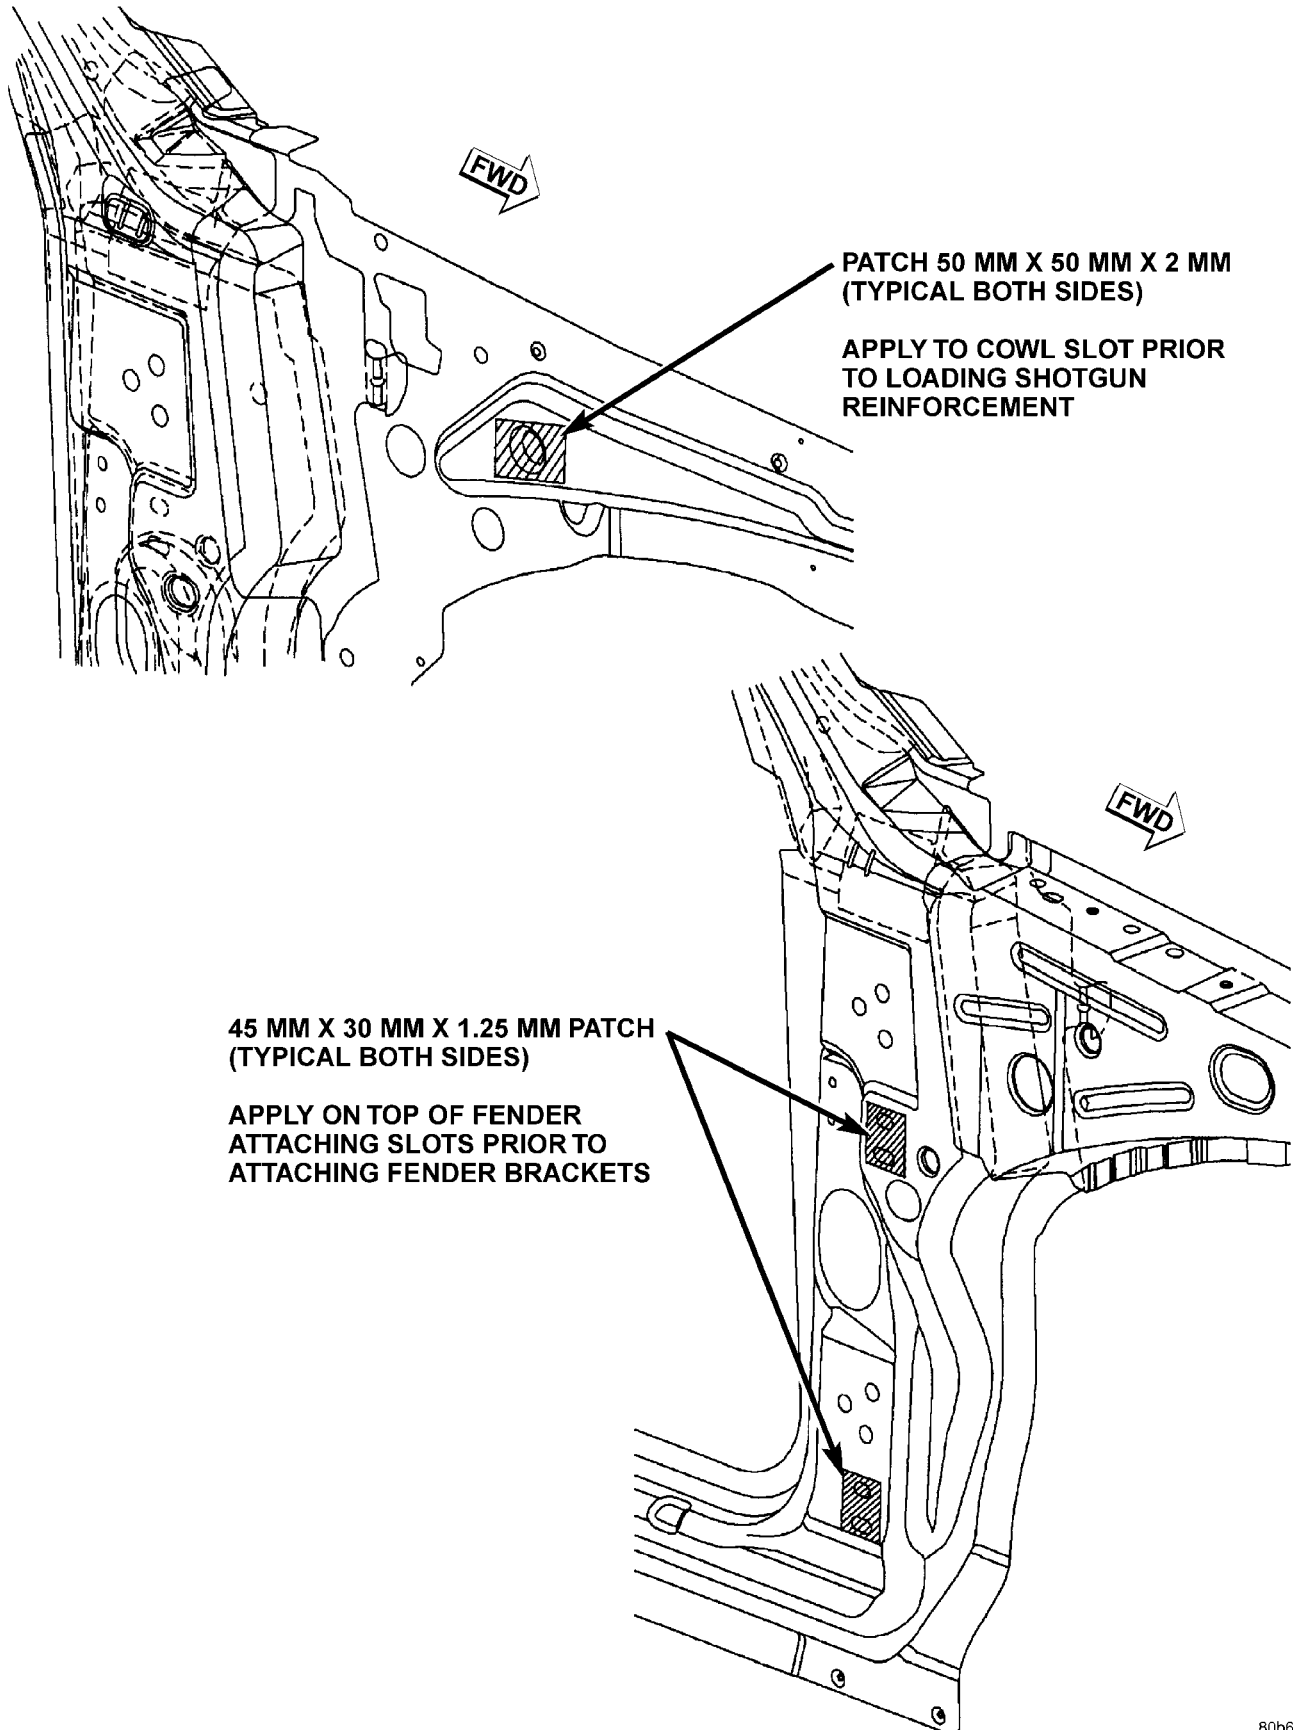 FWD
PATCH 50 MM X 50 MM X 2 MM
(TYPICAL BOTH SIDES)
APPLY TO COWL SLOT PRIOR
TO LOADING SHOTGUN
REINFORCEMENT
FWD
45 MM X 30 MM X 1.25 MM PATCH
(TYPICAL BOTH SIDES)
APPLY ON TOP OF FENDER
ATTACHING SLOTS PRIOR TO
ATTACHING FENDER BRACKETS
80b6